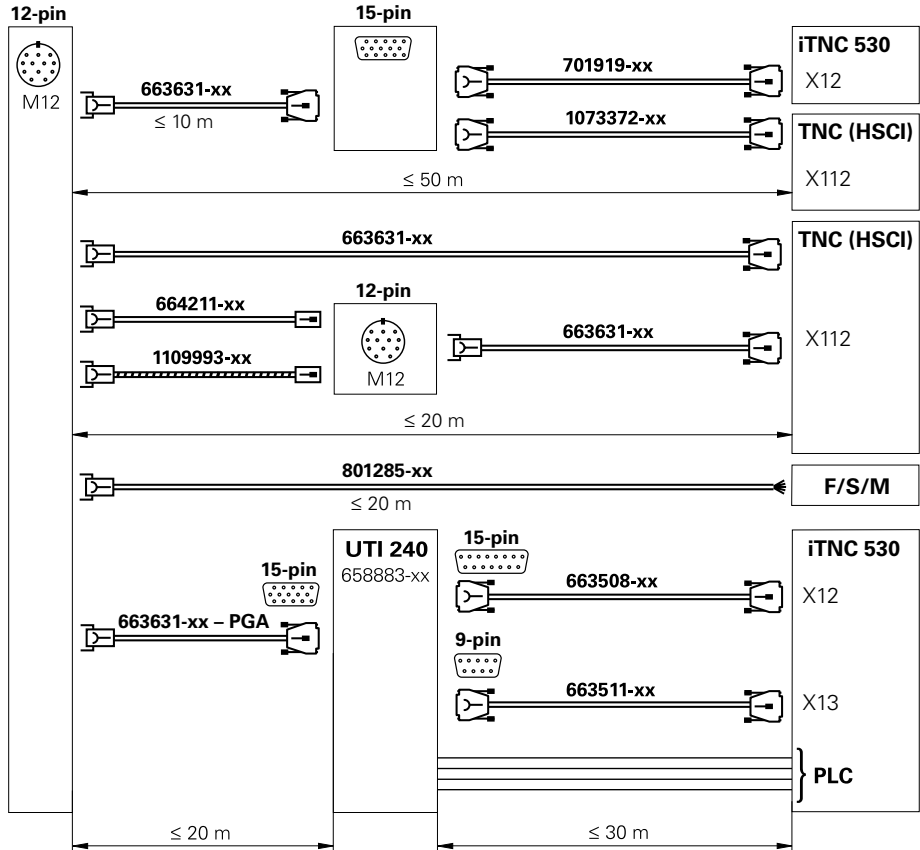 12-pin
M12
15-pin
663631-xx
≤ 10 m
701919-xx
1073372-xx
iTNC 530
X12
TNC (HSCI)
X112
≤ 50 m
663631-xx
TNC (HSCI)
X112
664211-xx
1109993-xx
12-pin
M12
663631-xx
≤ 20 m
801285-xx
≤ 20 m
F/S/M
15-pin
663631-xx – PGA
UTI 240
658883-xx
15-pin
663508-xx
9-pin
663511-xx
iTNC 530
X12
X13
PLC
≤ 20 m
≤ 30 m